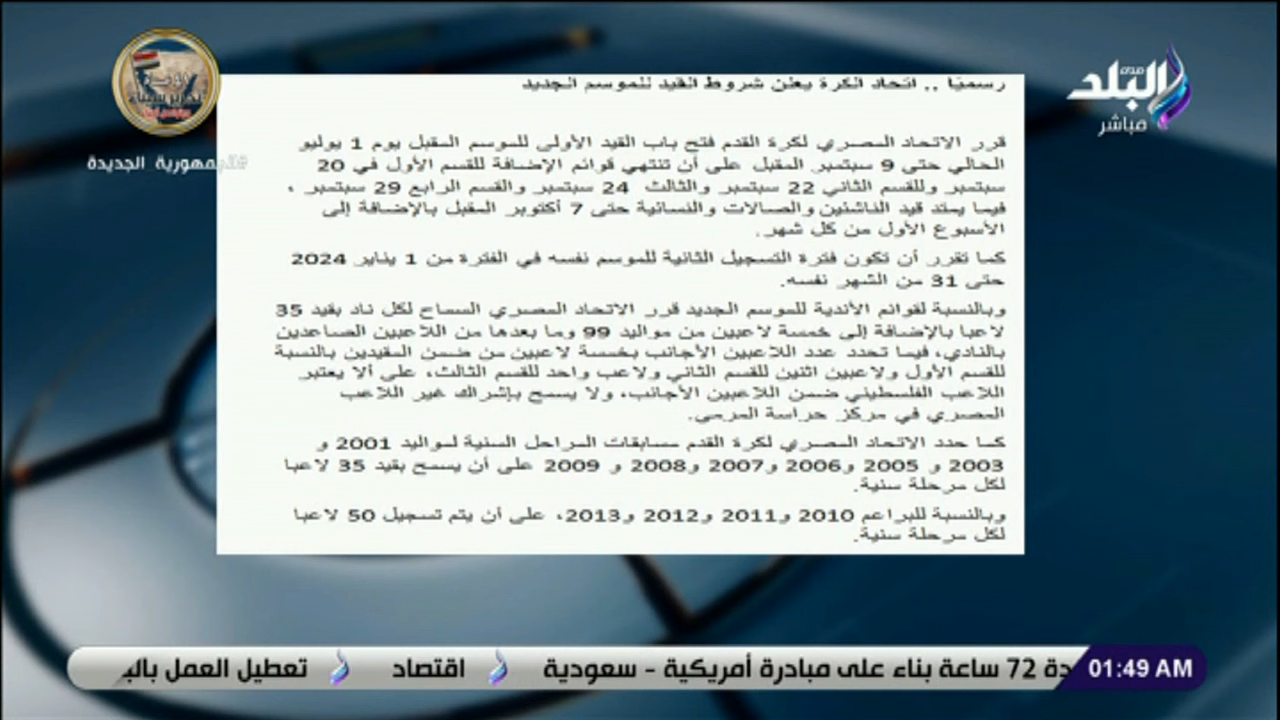 صدى
البلد
مباشر
#الجمهورية الجديدة
رسميًا .. اتحاد الكرة يعلن شروط القيد للموسم الجديد
قرر الاتحاد المصري لكرة القدم فتح باب القيد الأولى للموسم المقبل يوم 1 يوليو
الحالي حتى 9 سبتمبر المقبل على أن تنتهي قوائم الإضافة للقسم الأول في 20
سبتمبر وللقسم الثاني 22 سبتمبر والثالث 24 سبتمبر والقسم الرابع 29 سبتمبر ،
فيما يمتد قيد الناشئين والصالات والنسائية حتى 7 أكتوبر المقبل بالإضافة إلى
الأسبوع الأول من كل شهر.
كما تقرر أن تكون فترة التسجيل الثانية للموسم نفسه في الفترة من 1 يناير 2024
حتى 31 من الشهر نفسه.
وبالنسبة لقوائم الأندية للموسم الجديد قرر الاتحاد المصري السماح لكل ناد بقيد 35
لاعبا بالإضافة إلى خمسة لاعبين من مواليد 99 وما بعدها من اللاعبين الصاعدين
بالنادي، فيما تحدد عدد اللاعبين الأجانب بخمسة لاعبين من ضمن المقيدين بالنسبة
للقسم الأول ولاعبين اثنين للقسم الثاني ولاعب واحد للقسم الثالث، على ألا يعتبر
اللاعب الفلسطيني ضمن اللاعبين الأجانب، ولا يسمح بإشراك غير اللاعب
المصري في مركز حراسة المرمى.
كما حدد الاتحاد المصري لكرة القدم مسابقات المراحل السنية لمواليد 2001 و
2003 و 2005 و2006 و2007 و2008 و 2009 على أن يسمح بقيد 35 لاعبا
لكل مرحلة سنية.
وبالنسبة للبراعم 2010 و2011 و2012 و2013، على أن يتم تسجيل 50 لاعبا
لكل مرحلة سنية.
01:49 AM
دة 72 ساعة بناء على مبادرة أمريكية - سعودية اقتصاد تعطيل العمل بالب